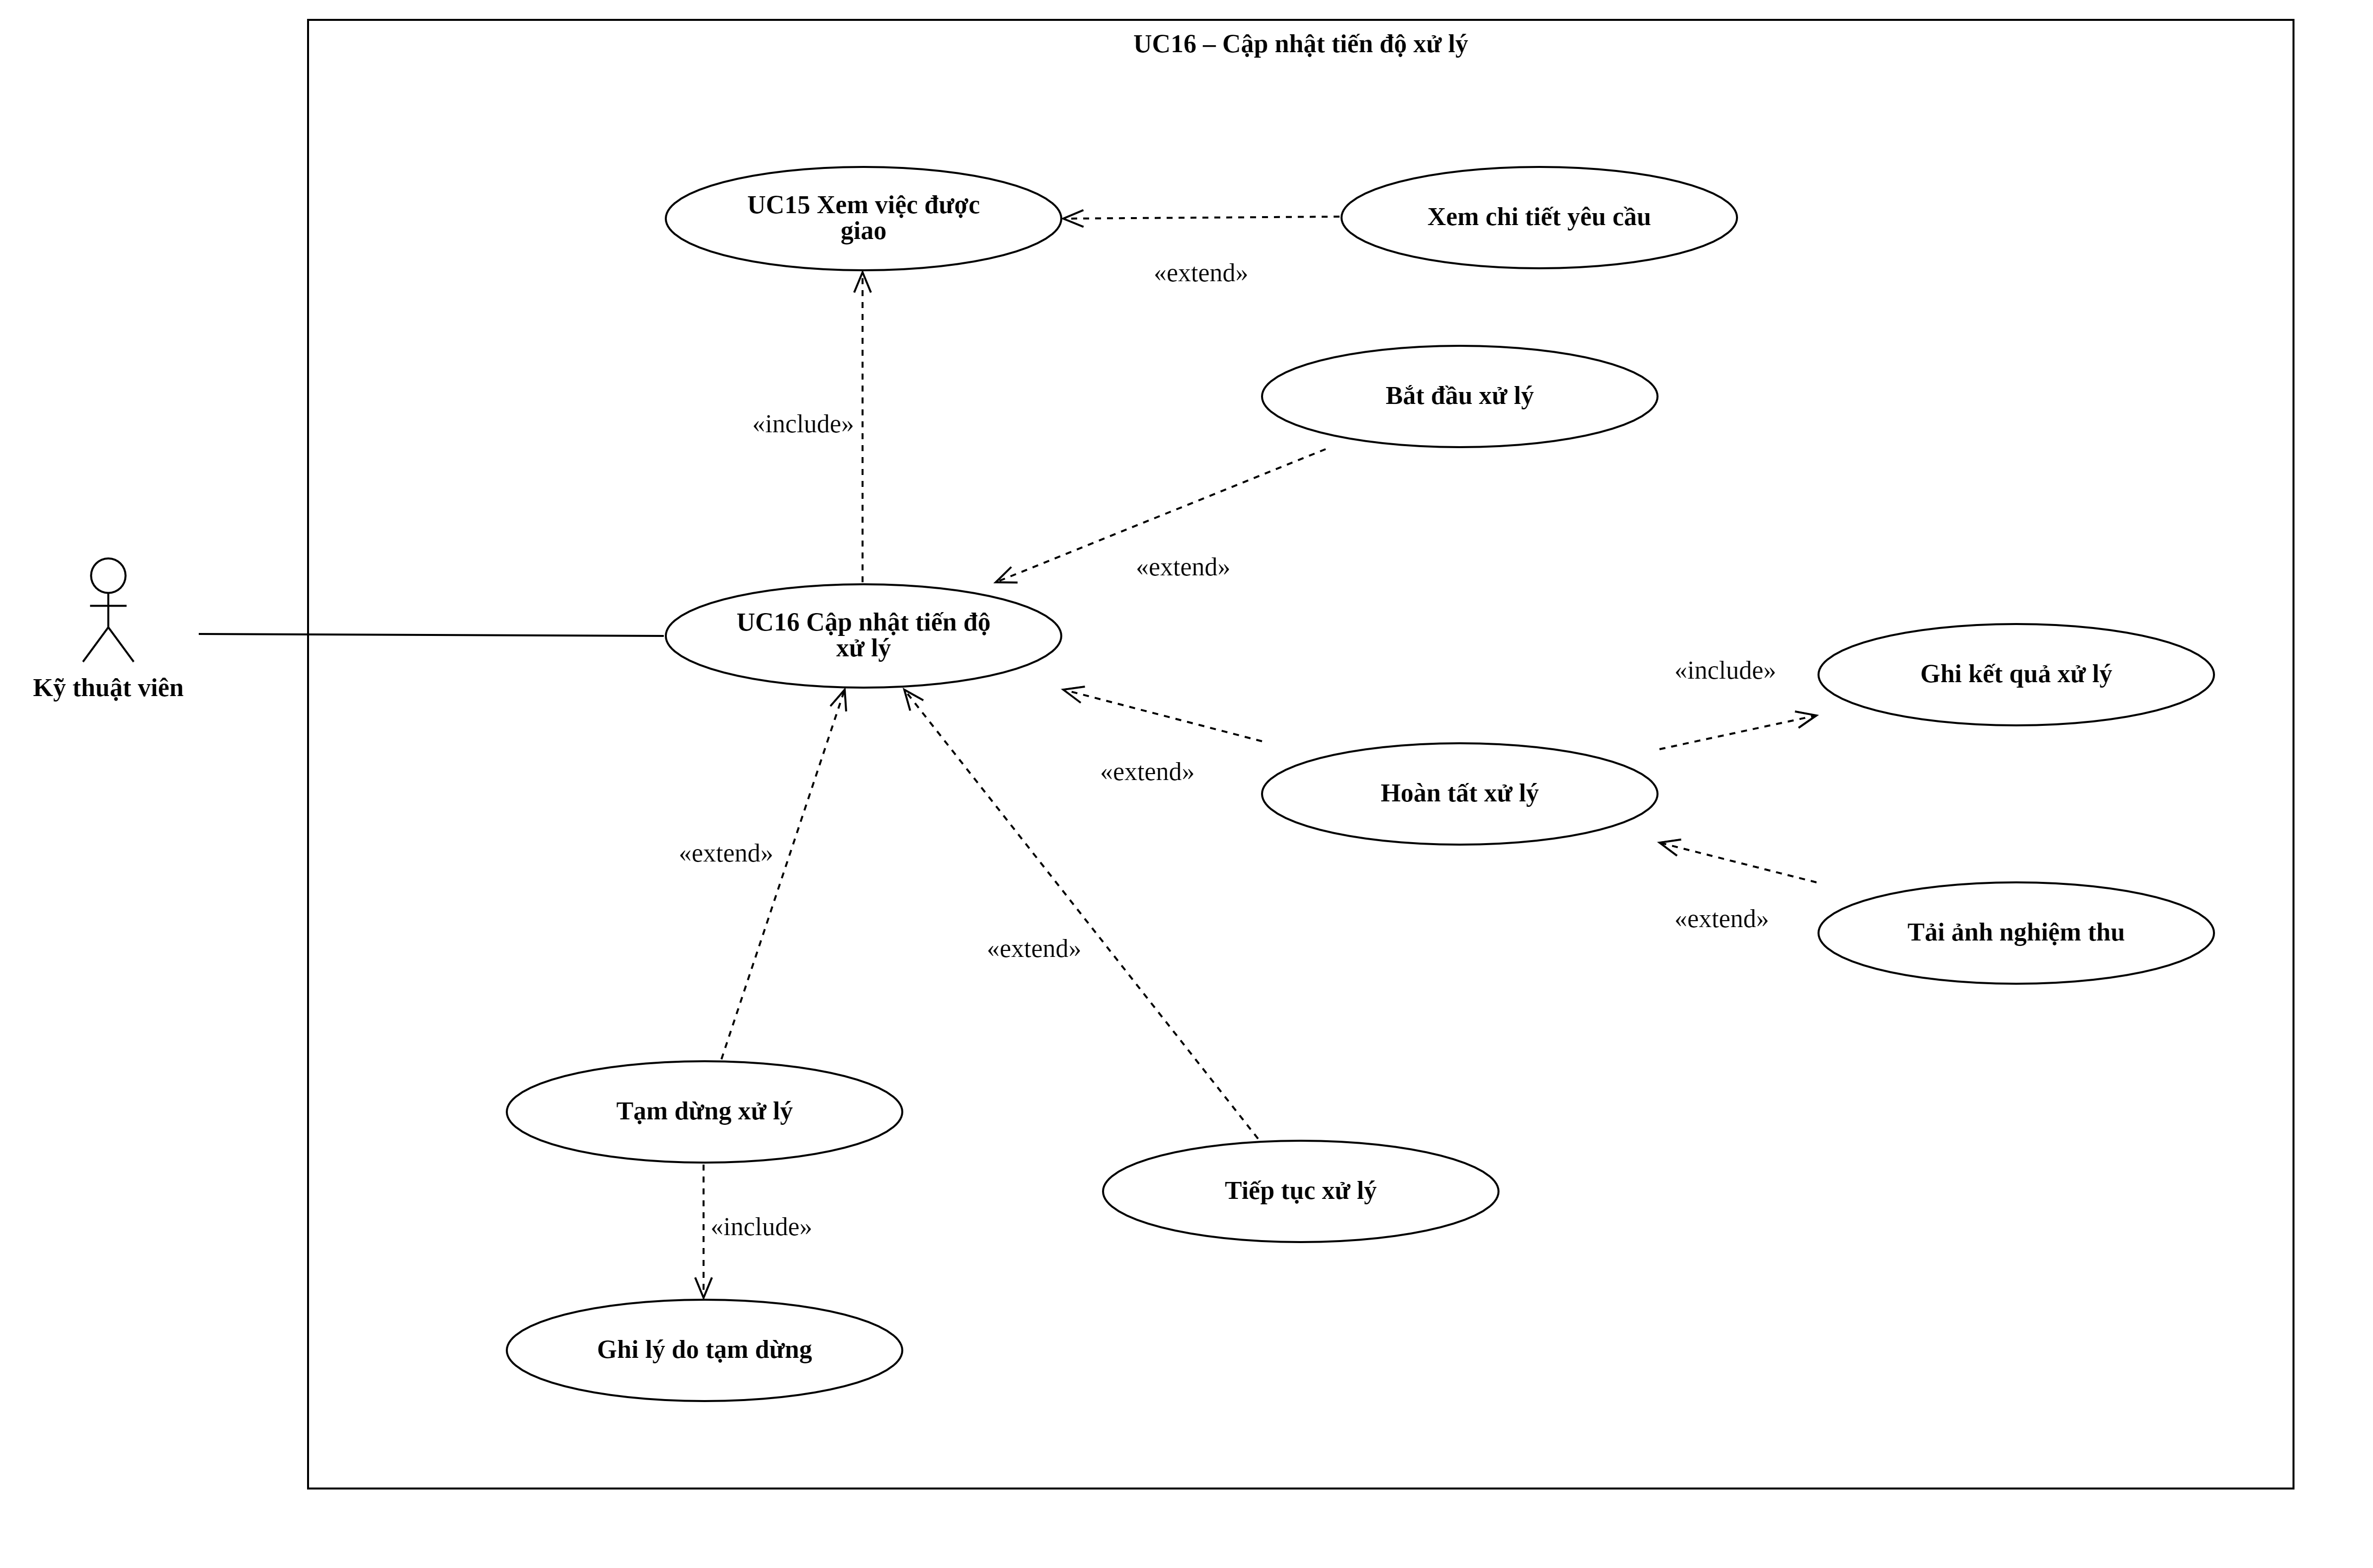 UC16 – Cập nhật tiến độ xử lý
UC15 Xem việc được
giao
Xem chi tiết yêu cầu
«extend»
Bắt đầu xử lý
«include»
«extend»
UC16 Cập nhật tiến độ
xử lý
Kỹ thuật viên
«include»
Ghi kết quả xử lý
«extend»
Hoàn tất xử lý
«extend»
«extend»
Tải ảnh nghiệm thu
«extend»
Tạm dừng xử lý
Tiếp tục xử lý
«include»
Ghi lý do tạm dừng